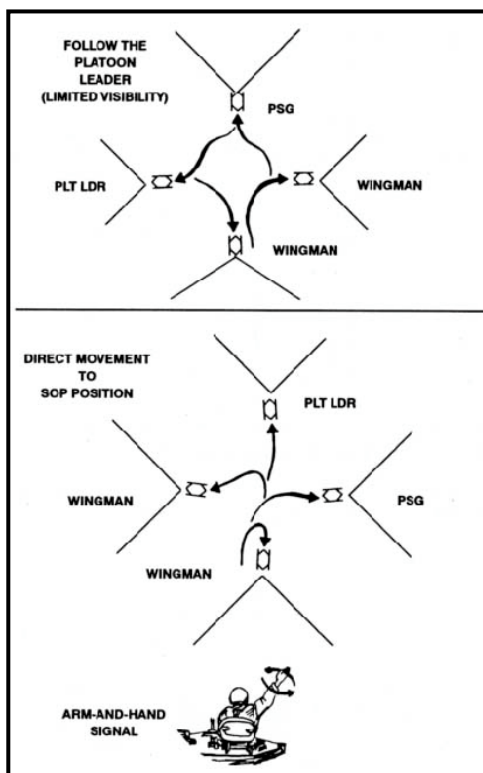 FOLLOW THE
PLATOON
LEADER
(LIMITED VISIBILITY)
PSG
PLT LDR
WINGMAN
WINGMAN
DIRECT MOVEMENT
TO
SOP POSITION
PLT LDR
WINGMAN
PSG
WINGMAN
ARM-AND-HAND
SIGNAL